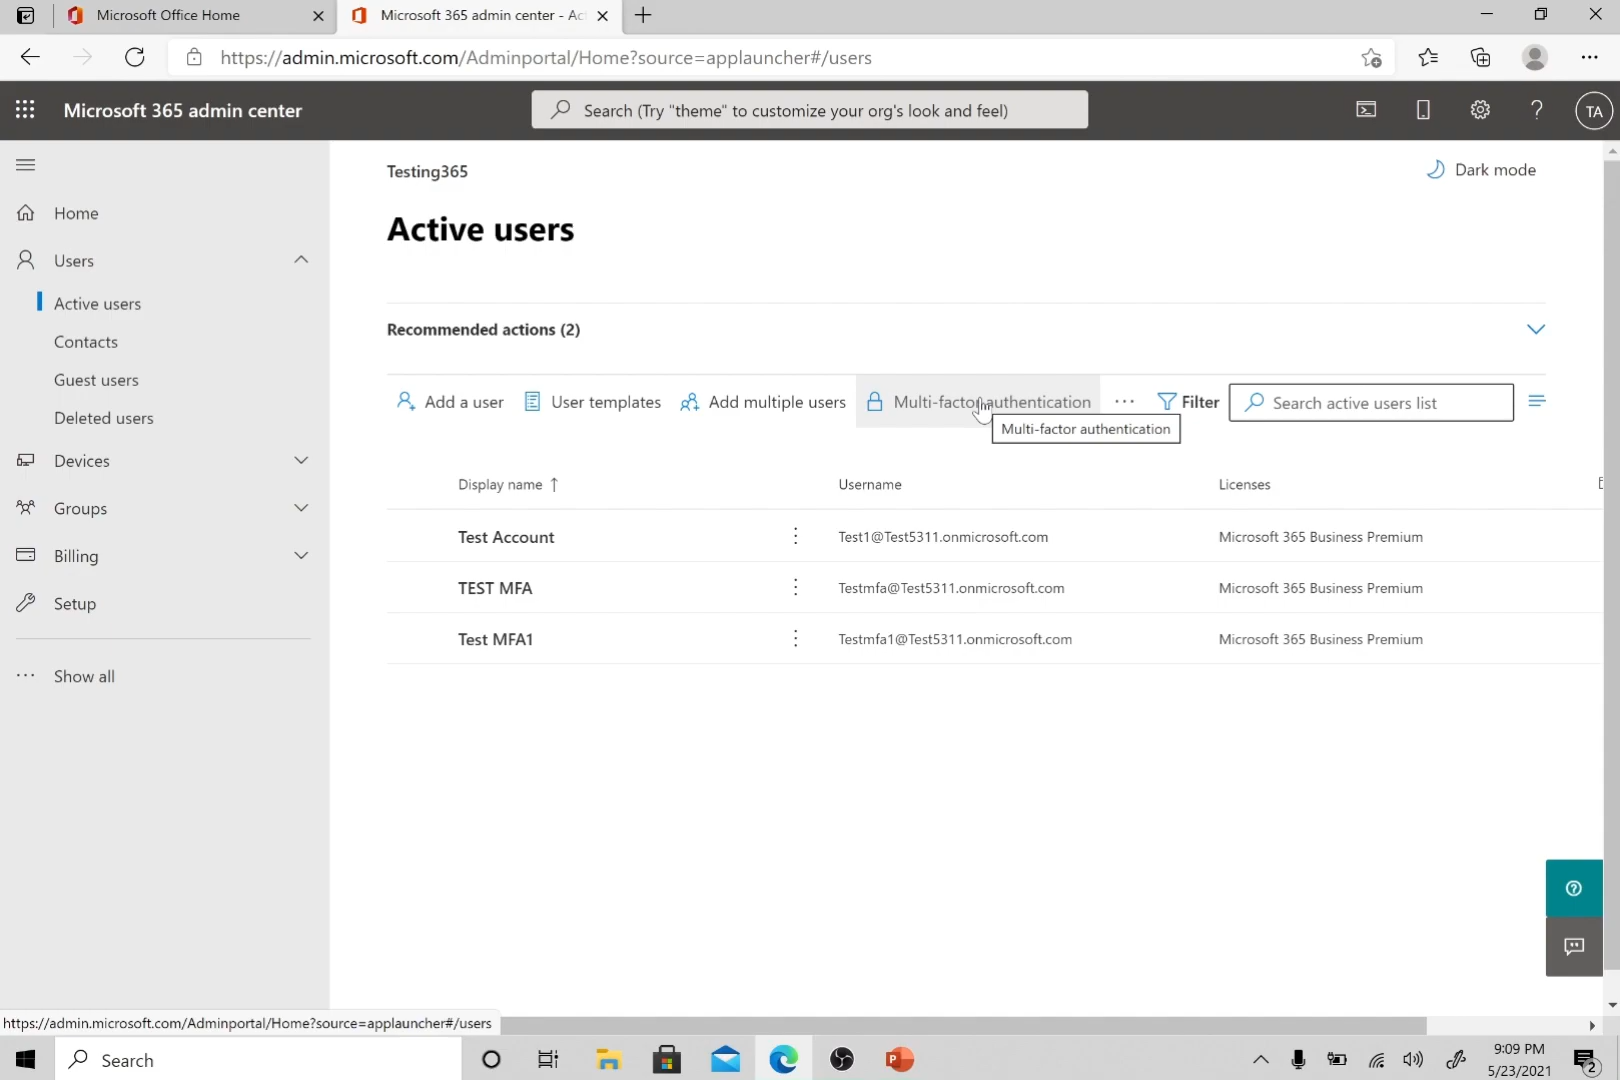 Microsoft Office Home
Microsoft 365 admin center - Ac
https://admin.microsoft.com/Adminportal/Home?source=applauncher#/users
Microsoft 365 admin center
Search (Try "theme" to customize your org's look and feel)
TA
Testing365
Dark mode
Home
Active users
Users
Active users
Contacts
Guest users
Deleted users
Devices
Groups
Billing
Setup
Show all
Recommended actions (2)
Add a user
User templates
Add multiple users
Multi-factor authentication
Filter
Search active users list
Multi-factor authentication
Display name ↑
Username
Licenses
Test Account
Test1@Test5311.onmicrosoft.com
Microsoft 365 Business Premium
TEST MFA
Testmfa@Test5311.onmicrosoft.com
Microsoft 365 Business Premium
Test MFA1
Testmfa1@Test5311.onmicrosoft.com
Microsoft 365 Business Premium
https://admin.microsoft.com/Adminportal/Home?source=applauncher#/users
Search
9:09 PM
5/23/2021
2